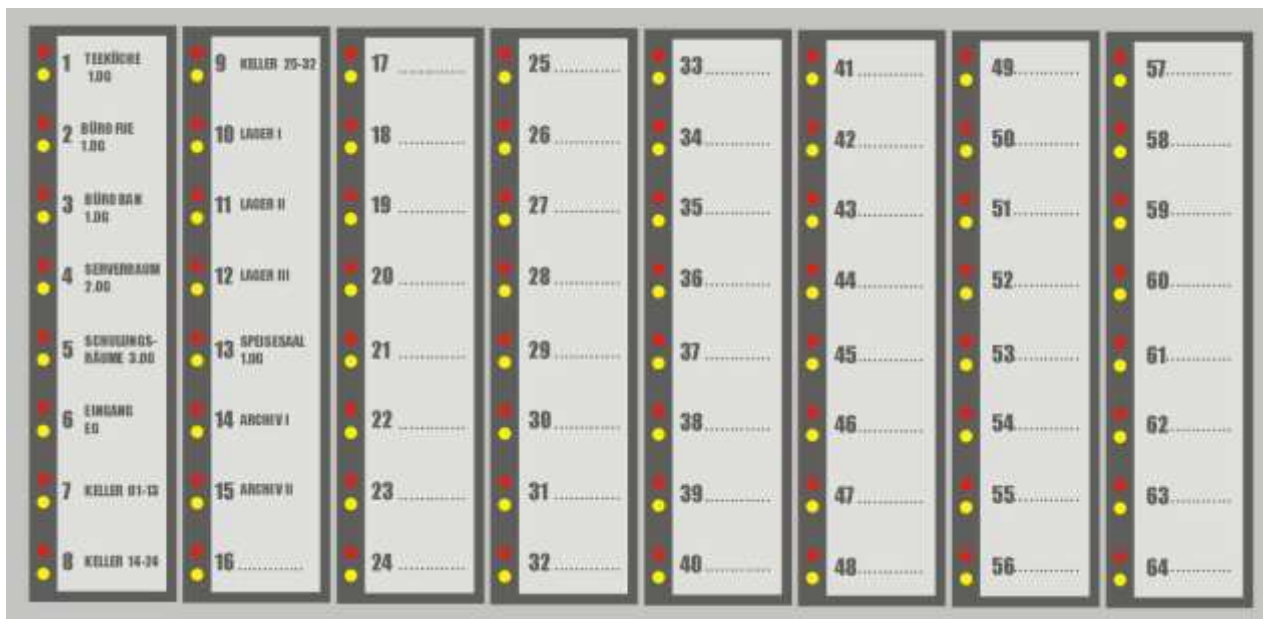 1 TEEKÜCHE
1.OG
2 BÜRO RIE
1.OG
3 BÜRO BAN
1.OG
4 SERVERRAUM
2.OG
5 SCHULUNGS-
RÄUME 3.OG
6 EINGANG
EG
7 KELLER 01-13
8 KELLER 14-24
9 KELLER 25-32
10 LAGER I
11 LAGER II
12 LAGER III
13 SPEISESAAL
1.OG
14 ARCHIV I
15 ARCHIV II
16
17
18
19
20
21
22
23
24
25
26
27
28
29
30
31
32
33
34
35
36
37
38
39
40
41
42
43
44
45
46
47
48
49
50
51
52
53
54
55
56
57
58
59
60
61
62
63
64